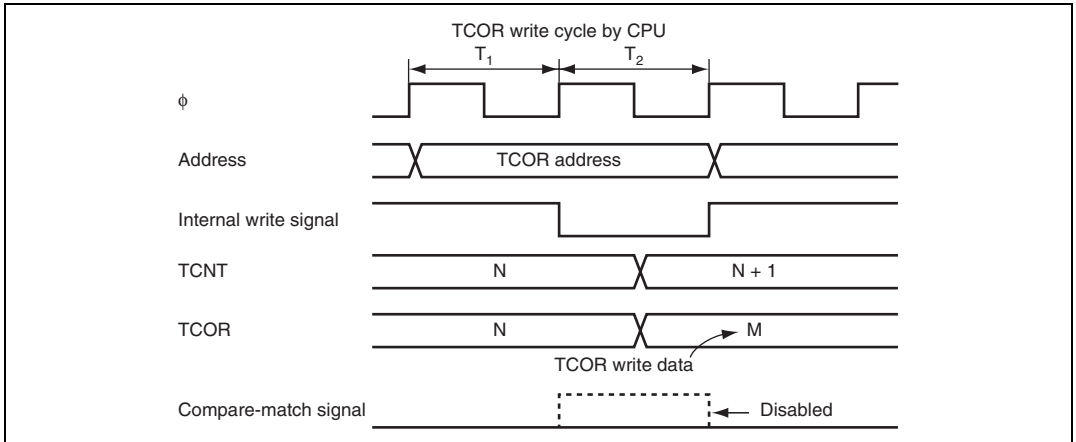 TCOR write cycle by CPU
T1 T2
ϕ
Address TCOR address
Internal write signal
TCNT N N + 1
TCOR N M
TCOR write data
Compare-match signal Disabled